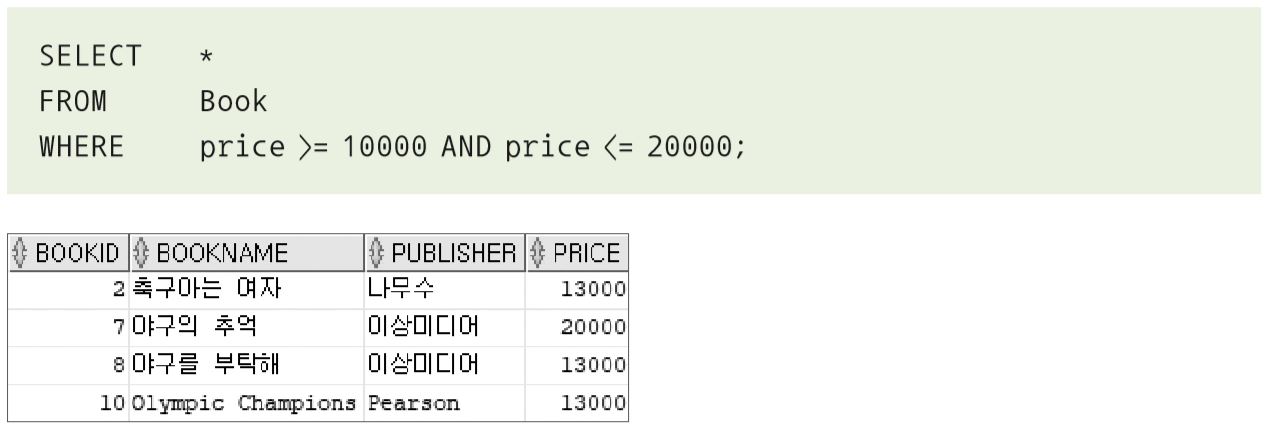 SELECT *
FROM Book
WHERE price >= 10000 AND price <= 20000;
BOOKID BOOKNAME PUBLISHER PRICE
2 축구아는 여자 나무수 13000
7 야구의 추억 이상미디어 20000
8 야구를 부탁해 이상미디어 13000
10 Olympic Champions Pearson 13000